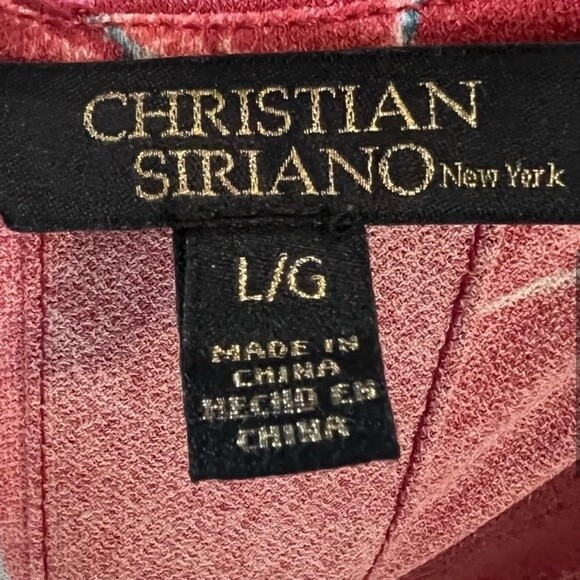 CHRISTIAN
SIRIANO New York
L/G
MADE IN
CHINA
HECHO EN
CHINA